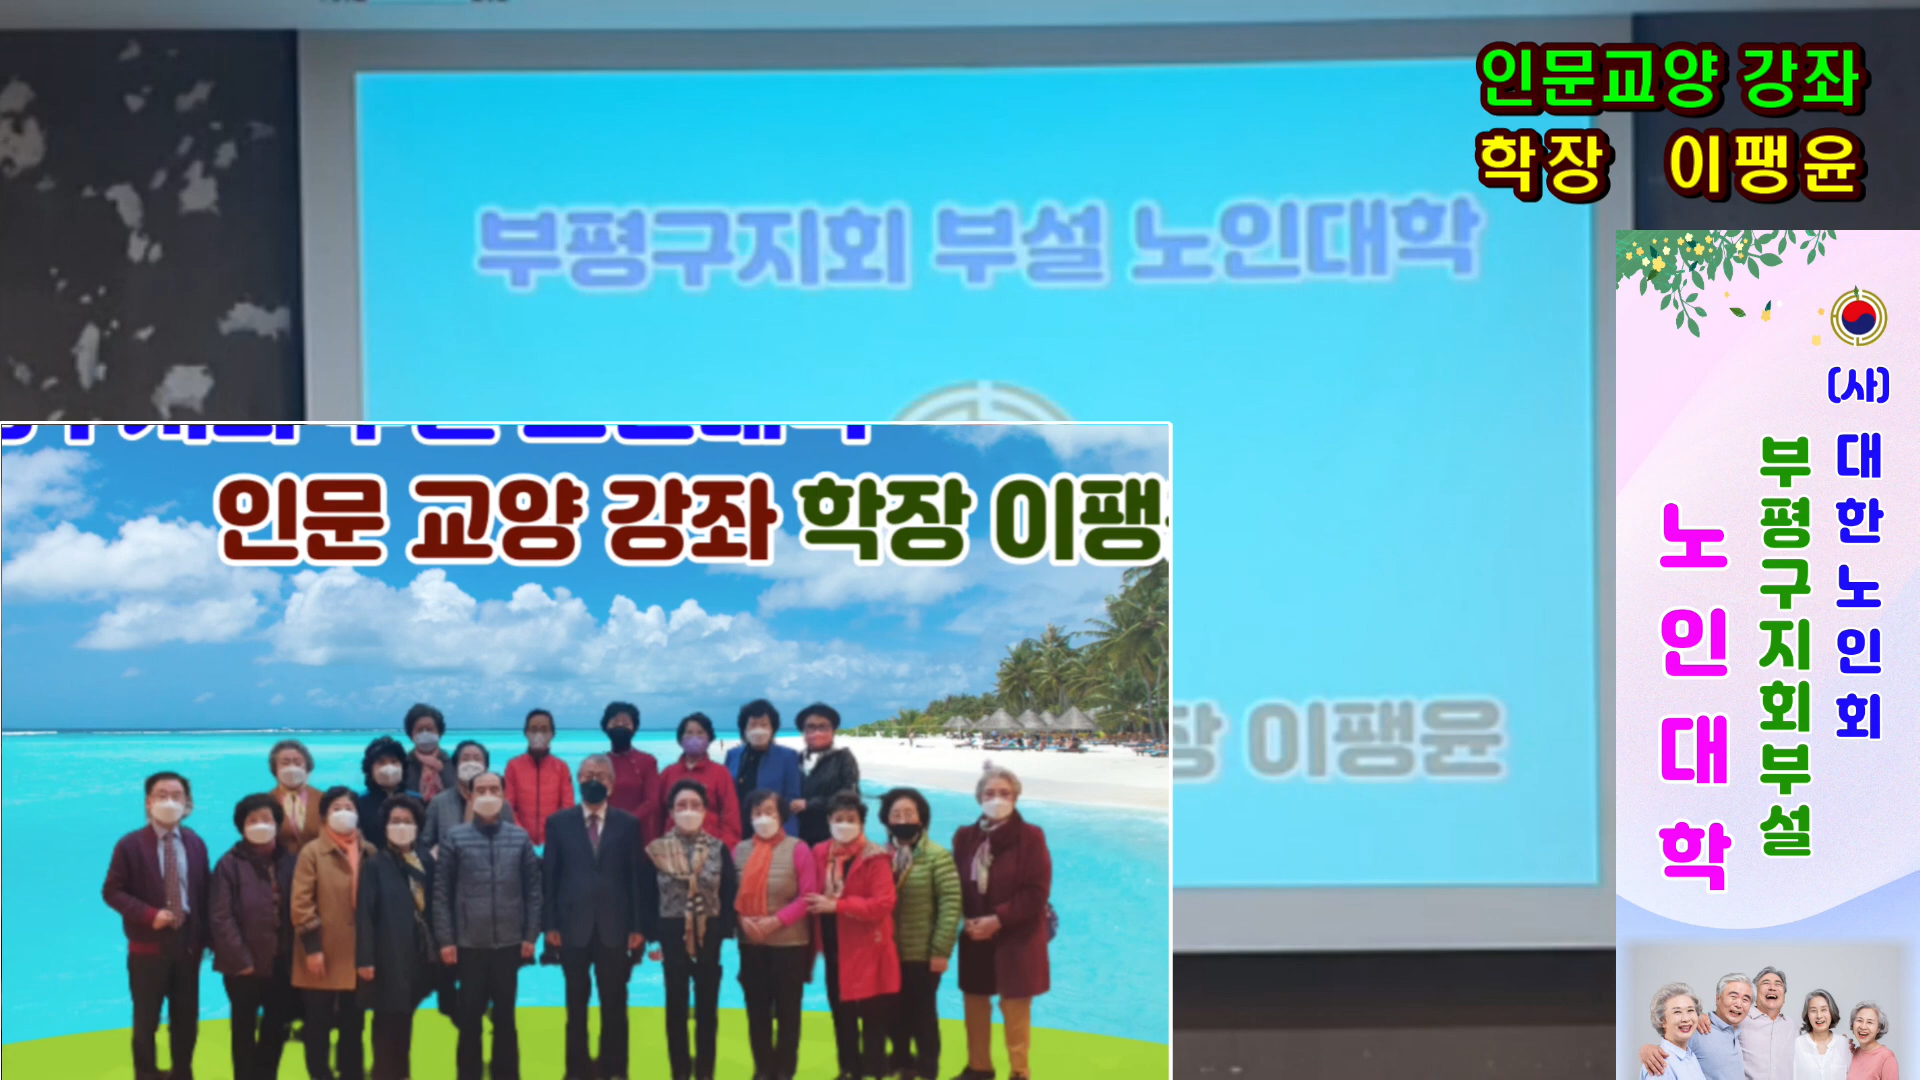 인문교양 강좌
학장 이팽윤
부평구지회 부설 노인대학
장 이팽윤
인문 교양 강좌 학장 이팽
(사)대한노인회
부평구지회부설
노인대학